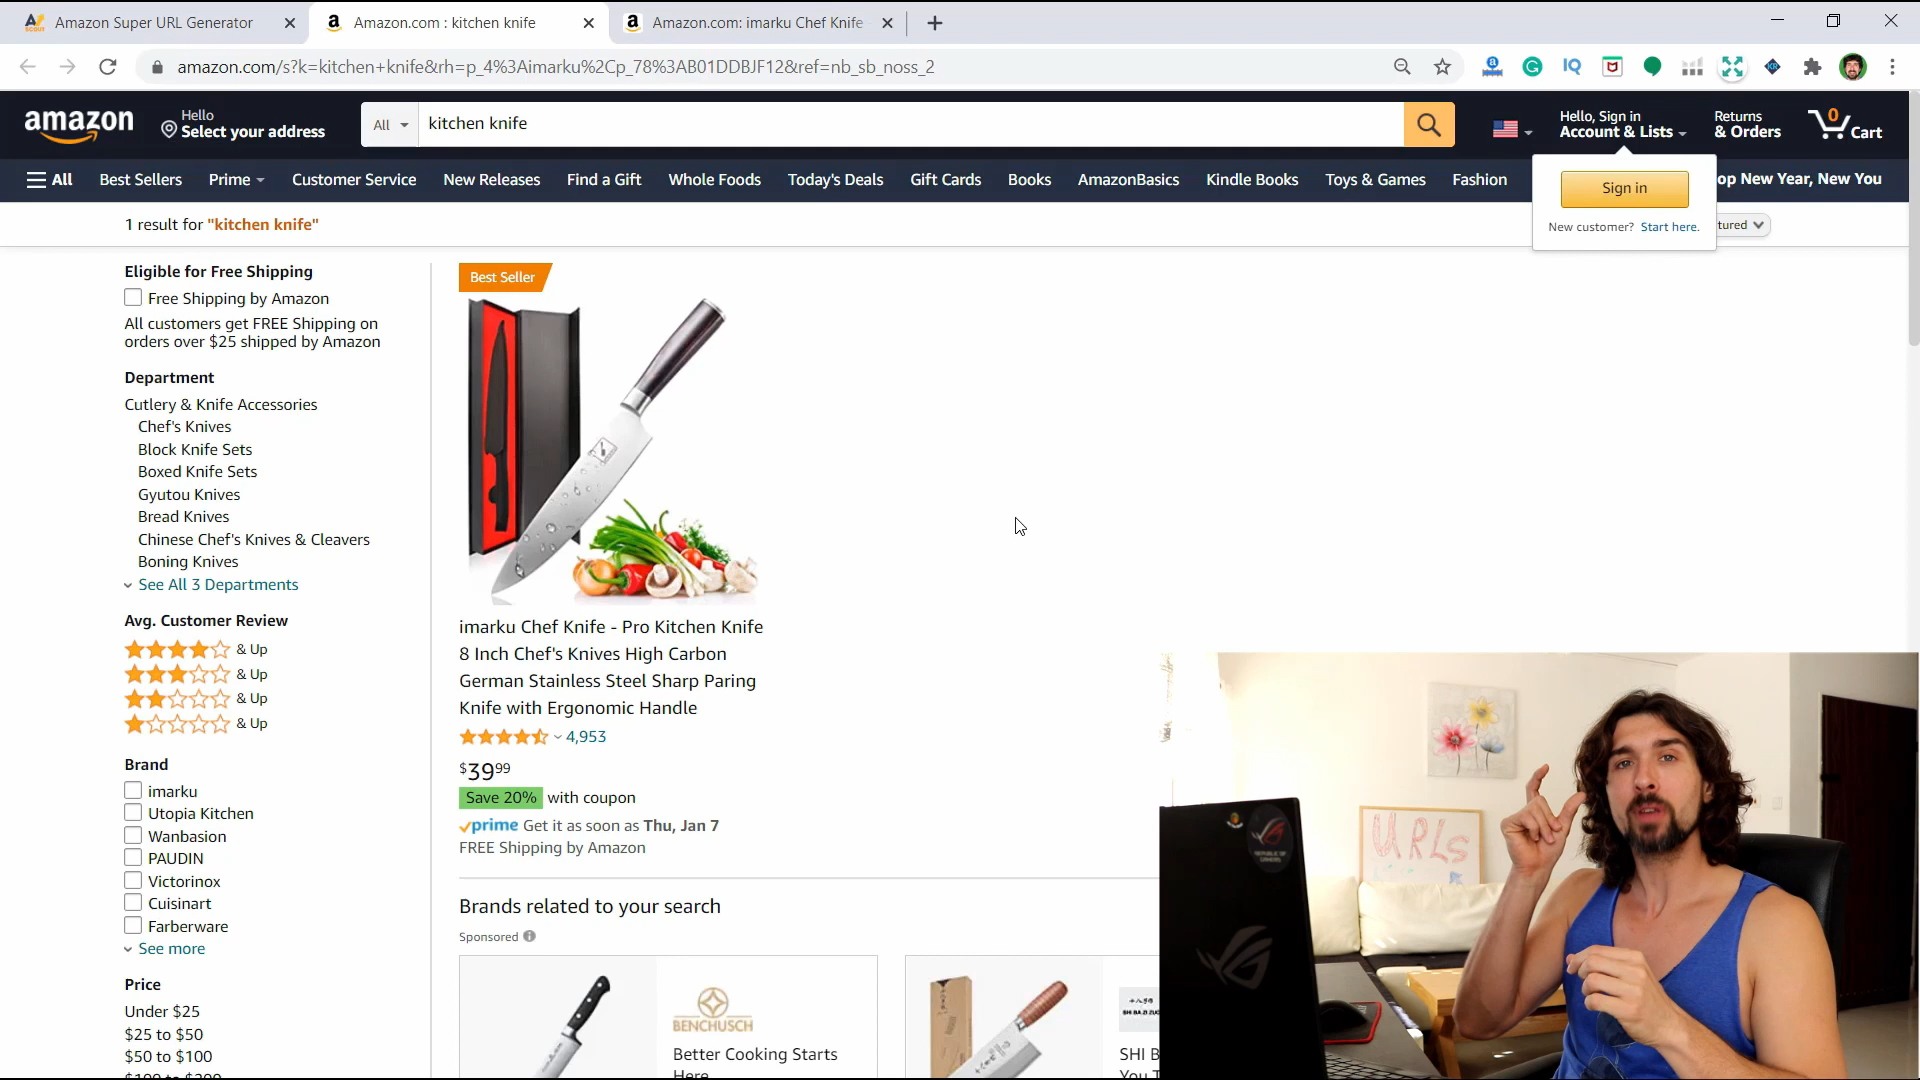 Amazon Super URL Generator
Amazon.com : kitchen knife
Amazon.com: imarku Chef Knife
amazon.com/s?k=kitchen+knife&rh=p_4%3Aimarku%2Cp_78%3AB01DDBJF12&ref=nb_sb_noss_2
amazon
Hello
Select your address
All
kitchen knife
Hello, Sign in
Account & Lists
Returns
& Orders
0
Cart
All
Best Sellers
Prime
Customer Service
New Releases
Find a Gift
Whole Foods
Today's Deals
Gift Cards
Books
AmazonBasics
Kindle Books
Toys & Games
Fashion
op New Year, New You
Sign in
New customer? Start here.
1 result for "kitchen knife"
tured
Eligible for Free Shipping
Free Shipping by Amazon
All customers get FREE Shipping on
orders over $25 shipped by Amazon
Department
Cutlery & Knife Accessories
Chef's Knives
Block Knife Sets
Boxed Knife Sets
Gyutou Knives
Bread Knives
Chinese Chef's Knives & Cleavers
Boning Knives
See All 3 Departments
Avg. Customer Review
& Up
& Up
& Up
& Up
Brand
imarku
Utopia Kitchen
Wanbasion
PAUDIN
Victorinox
Cuisinart
Farberware
See more
Price
Under $25
$25 to $50
$50 to $100
$100 to $200
Best Seller
imarku Chef Knife - Pro Kitchen Knife
8 Inch Chef's Knives High Carbon
German Stainless Steel Sharp Paring
Knife with Ergonomic Handle
4,953
$39 99
Save 20% with coupon
prime Get it as soon as Thu, Jan 7
FREE Shipping by Amazon
Brands related to your search
Sponsored
BENCHUSCH
Better Cooking Starts
Here
SHI BA ZI ZUO
SHI B
You T
URLs
REPUBLIC OF
GAMERS